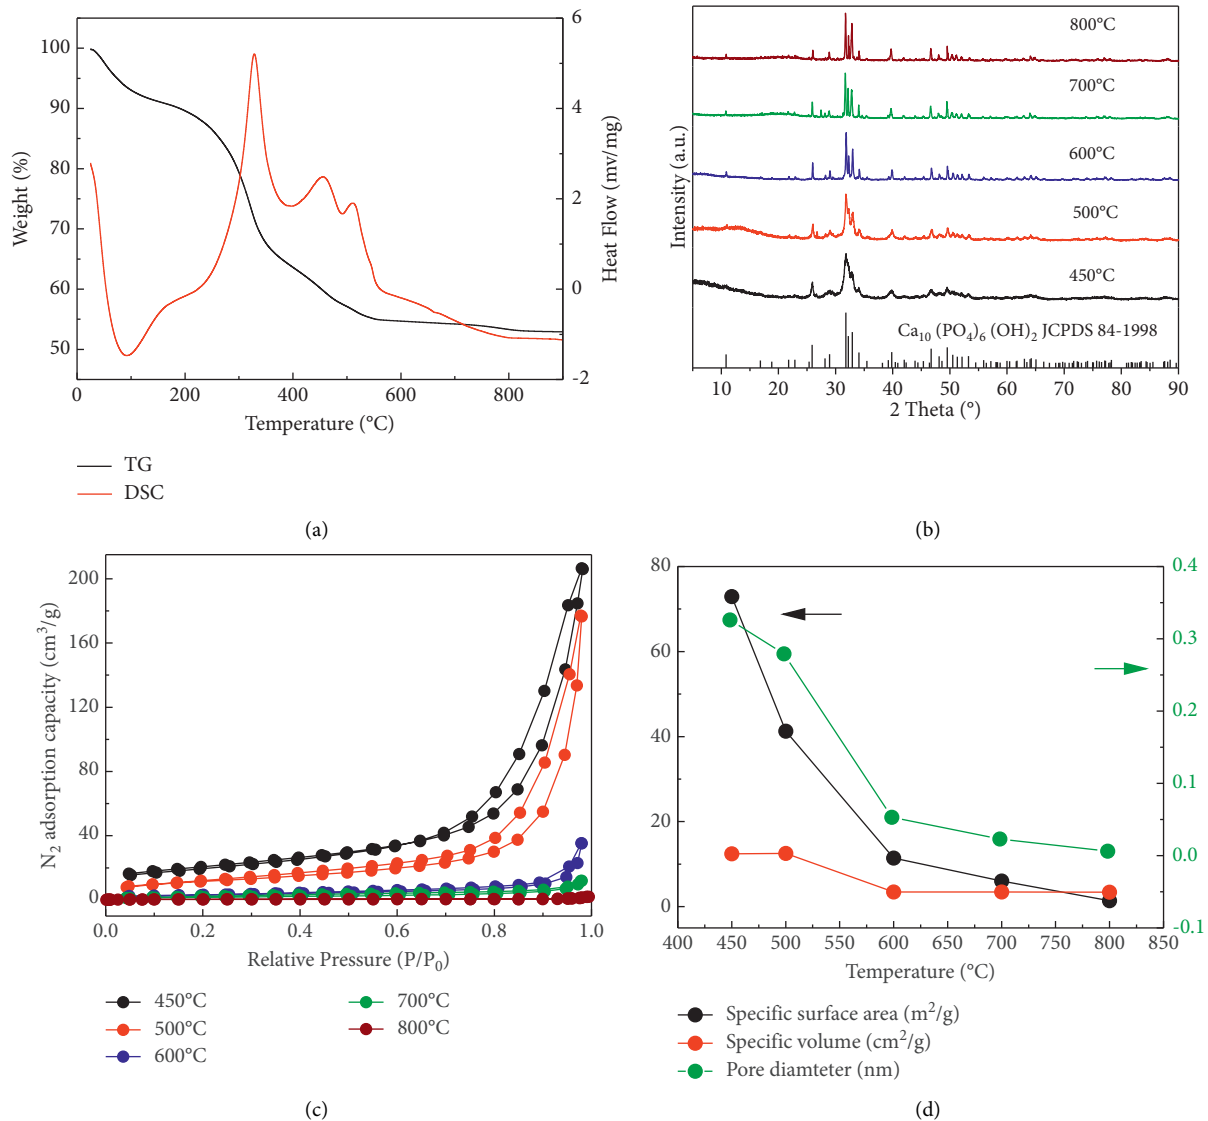 100
90
80
70
60
50
Weight (%)
6
4
2
0
-2
Heat Flow (mv/mg)
0 200 400 600 800
Temperature (°C)
TG
DSC
(a)
800°C
700°C
600°C
500°C
450°C
Ca10 (PO4)6 (OH)2 JCPDS 84-1998
Intensity (a.u.)
10 20 30 40 50 60 70 80 90
2 Theta (°)
(b)
200
160
120
80
40
0
N2 adsorption capacity (cm3/g)
0.0 0.2 0.4 0.6 0.8 1.0
Relative Pressure (P/P0)
450°C
500°C
600°C
700°C
800°C
(c)
80
60
40
20
0
0.4
0.3
0.2
0.1
0.0
-0.1
400 450 500 550 600 650 700 750 800 850
Temperature (°C)
Specific surface area (m2/g)
Specific volume (cm2/g)
Pore diamteter (nm)
(d)